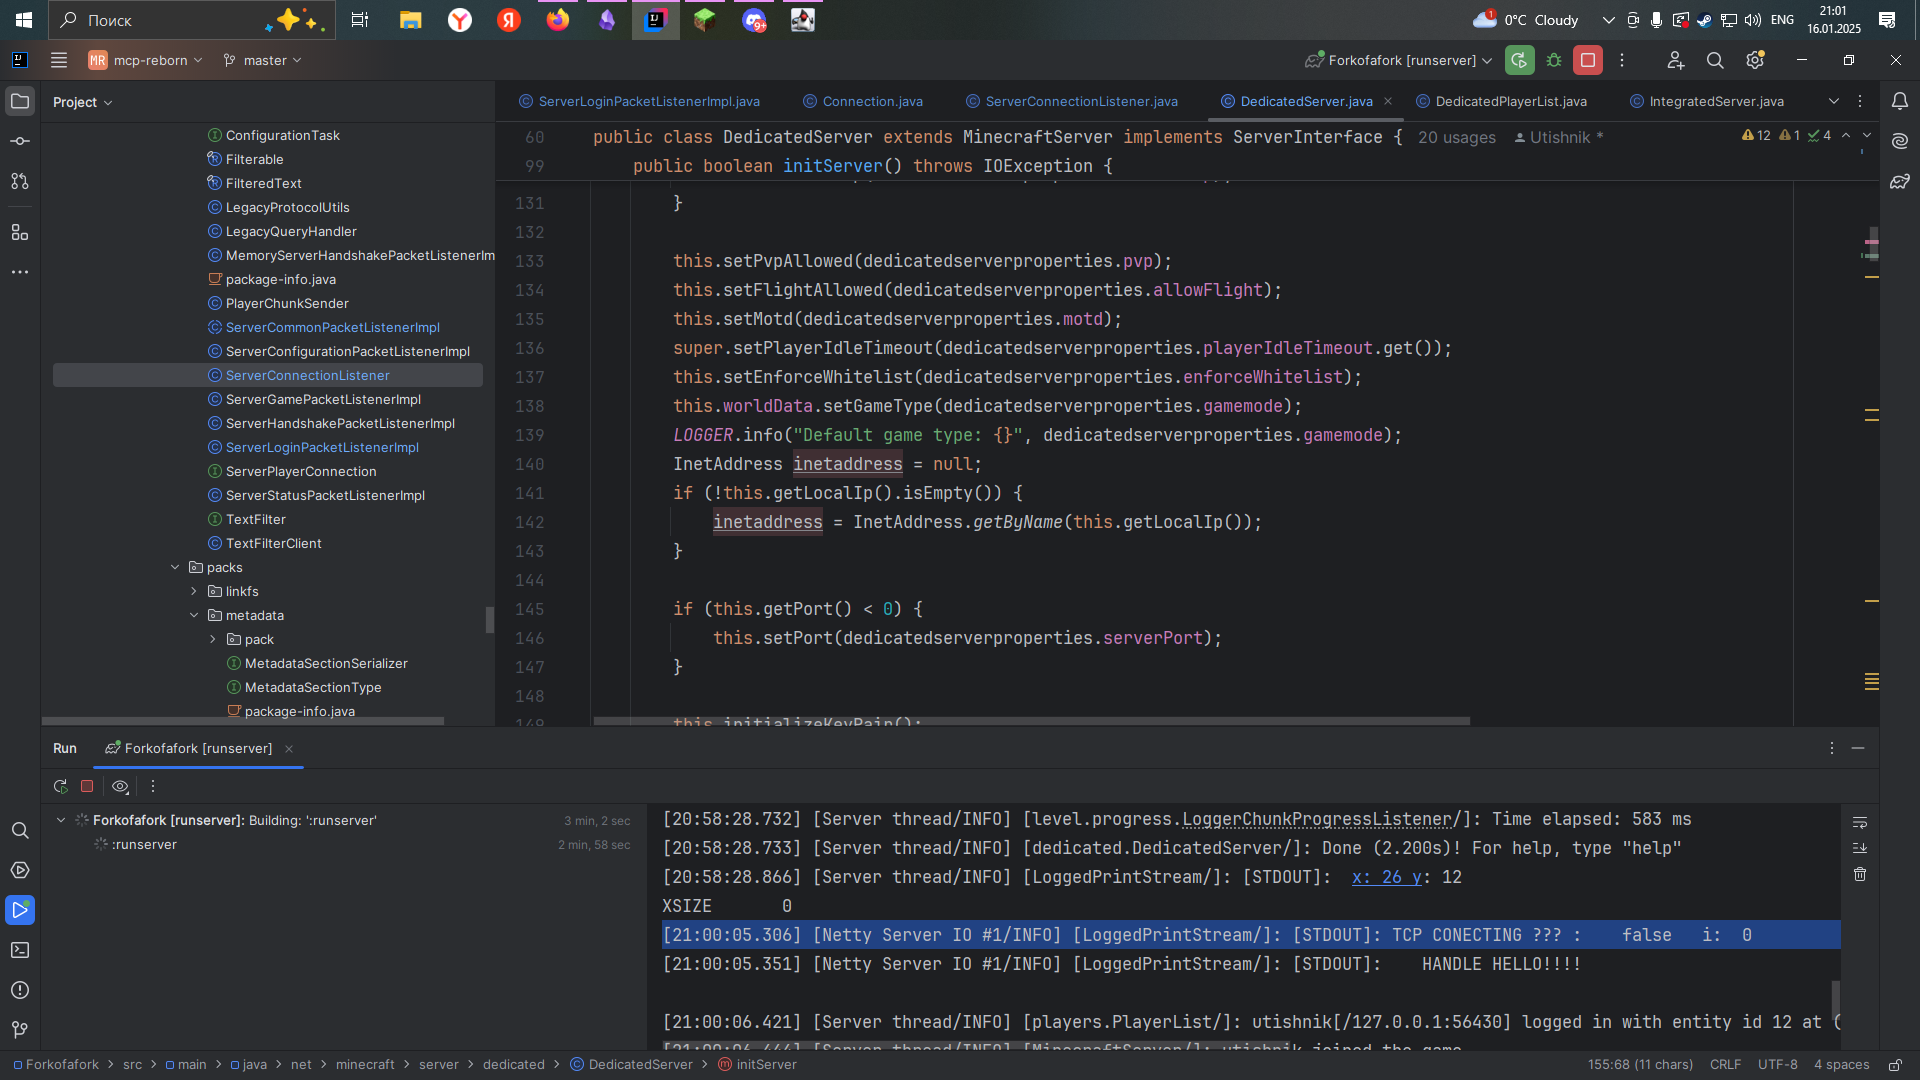 Поиск
9+
1
0°C Cloudy
ENG
21:01
16.01.2025
MR mcp-reborn
master
Forkofafork [runserver]
Project
ServerLoginPacketListenerImpl.java
Connection.java
ServerConnectionListener.java
DedicatedServer.java
DedicatedPlayerList.java
IntegratedServer.java
ConfigurationTask
Filterable
FilteredText
LegacyProtocolUtils
LegacyQueryHandler
MemoryServerHandshakePacketListenerIm
package-info.java
PlayerChunkSender
ServerCommonPacketListenerImpl
ServerConfigurationPacketListenerImpl
ServerConnectionListener
ServerGamePacketListenerImpl
ServerHandshakePacketListenerImpl
ServerLoginPacketListenerImpl
ServerPlayerConnection
ServerStatusPacketListenerImpl
TextFilter
TextFilterClient
packs
linkfs
metadata
pack
MetadataSectionSerializer
MetadataSectionType
package-info.java
60 public class DedicatedServer extends MinecraftServer implements ServerInterface { 20 usages Utishnik *
12 1 4
99 public boolean initServer() throws IOException {
131 }
132
133 this.setPvpAllowed(dedicatedserverproperties.pvp);
134 this.setFlightAllowed(dedicatedserverproperties.allowFlight);
135 this.setMotd(dedicatedserverproperties.motd);
136 super.setPlayerIdleTimeout(dedicatedserverproperties.playerIdleTimeout.get());
137 this.setEnforceWhitelist(dedicatedserverproperties.enforceWhitelist);
138 this.worldData.setGameType(dedicatedserverproperties.gamemode);
139 LOGGER.info("Default game type: {}", dedicatedserverproperties.gamemode);
140 InetAddress inetaddress = null;
141 if (!this.getLocalIp().isEmpty()) {
142 inetaddress = InetAddress.getByName(this.getLocalIp());
143 }
144
145 if (this.getPort() < 0) {
146 this.setPort(dedicatedserverproperties.serverPort);
147 }
148
149 this.initializeKeyPair();
Run
Forkofafork [runserver]
Forkofafork [runserver]: Building: ':runserver' 3 min, 2 sec
:runserver 2 min, 58 sec
[20:58:28.732] [Server thread/INFO] [level.progress.LoggerChunkProgressListener/]: Time elapsed: 583 ms
[20:58:28.733] [Server thread/INFO] [dedicated.DedicatedServer/]: Done (2.200s)! For help, type "help"
[20:58:28.866] [Server thread/INFO] [LoggedPrintStream/]: [STDOUT]: x: 26 y: 12
XSIZE 0
[21:00:05.306] [Netty Server IO #1/INFO] [LoggedPrintStream/]: [STDOUT]: TCP CONECTING ??? : false i: 0
[21:00:05.351] [Netty Server IO #1/INFO] [LoggedPrintStream/]: [STDOUT]: HANDLE HELLO!!!!
[21:00:06.421] [Server thread/INFO] [players.PlayerList/]: utishnik[/127.0.0.1:56430] logged in with entity id 12 at (
[21:00:06.444] [Server thread/INFO] [MinecraftServer/]: utishnik joined the game
Forkofafork > src > main > java > net > minecraft > server > dedicated > DedicatedServer > initServer
155:68 (11 chars) CRLF UTF-8 4 spaces